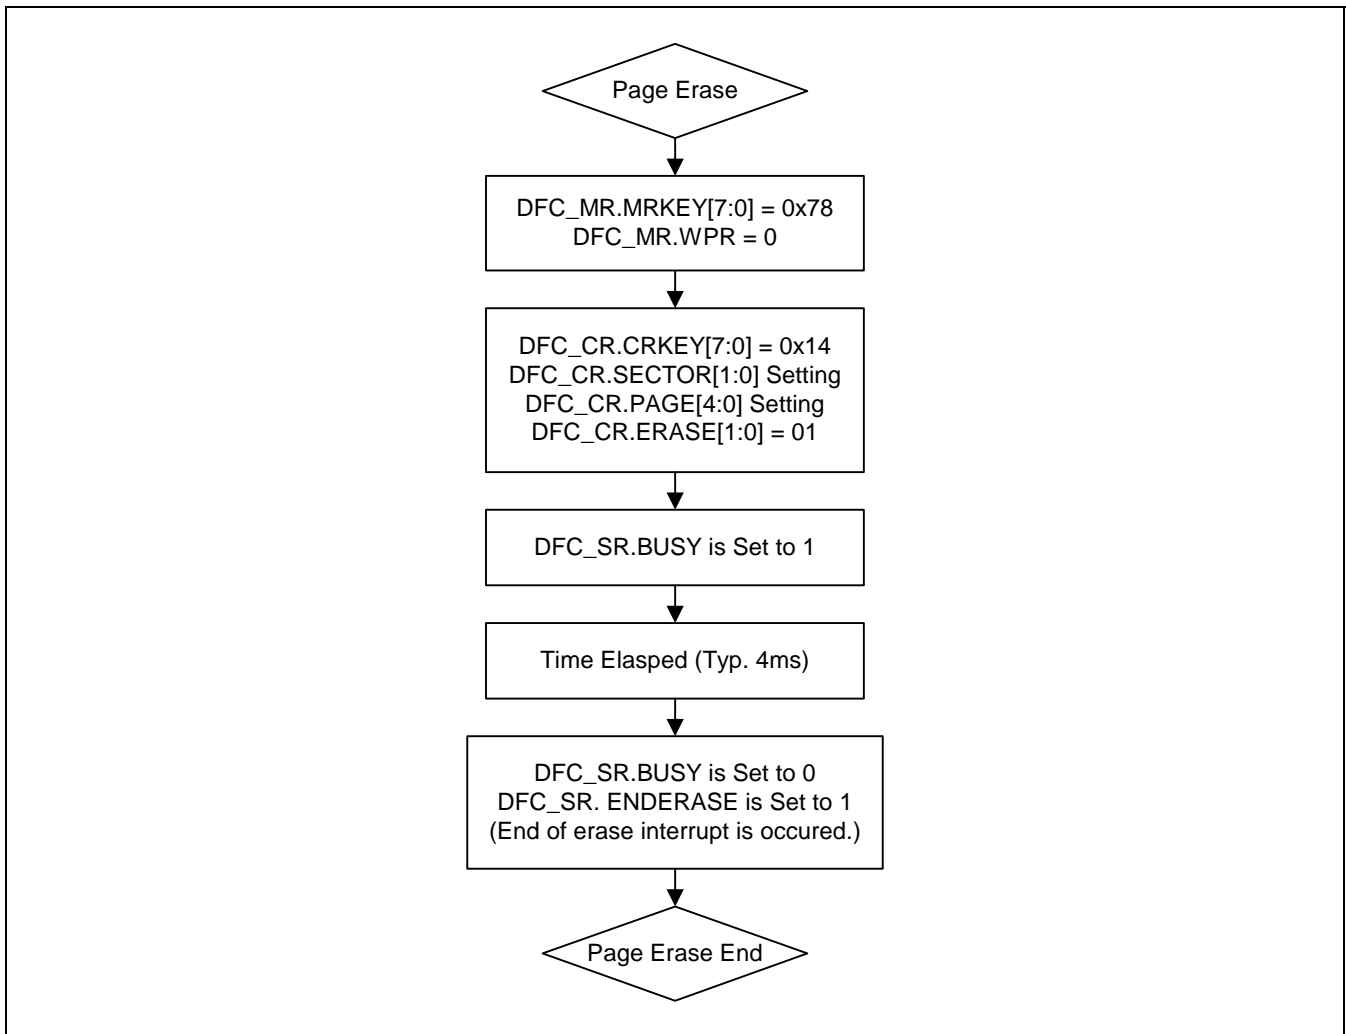 Page Erase
DFC_MR.MRKEY[7:0] = 0x78
DFC_MR.WPR = 0
DFC_CR.CRKEY[7:0] = 0x14
DFC_CR.SECTOR[1:0] Setting
DFC_CR.PAGE[4:0] Setting
DFC_CR.ERASE[1:0] = 01
DFC_SR.BUSY is Set to 1
Time Elasped (Typ. 4ms)
DFC_SR.BUSY is Set to 0
DFC_SR. ENDERASE is Set to 1
(End of erase interrupt is occured.)
Page Erase End